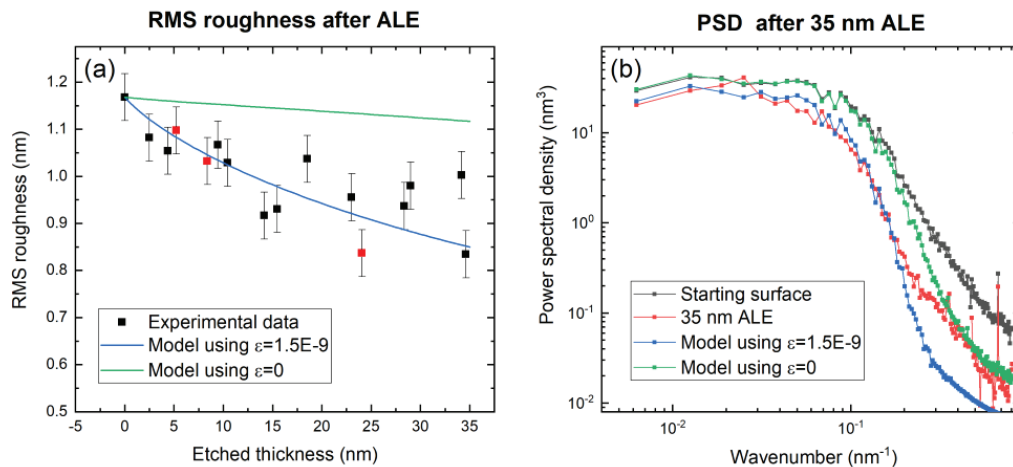 RMS roughness after ALE
(a)
RMS roughness (nm)
1.2
1.1
1.0
0.9
0.8
0.7
0.6
0.5
Experimental data
Model using ε=1.5E-9
Model using ε=0
-5 0 5 10 15 20 25 30 35
Etched thickness (nm)
PSD after 35 nm ALE
(b)
Power spectral density (nm³)
10¹
10⁰
10⁻¹
10⁻²
Starting surface
35 nm ALE
Model using ε=1.5E-9
Model using ε=0
10⁻² 10⁻¹
Wavenumber (nm⁻¹)